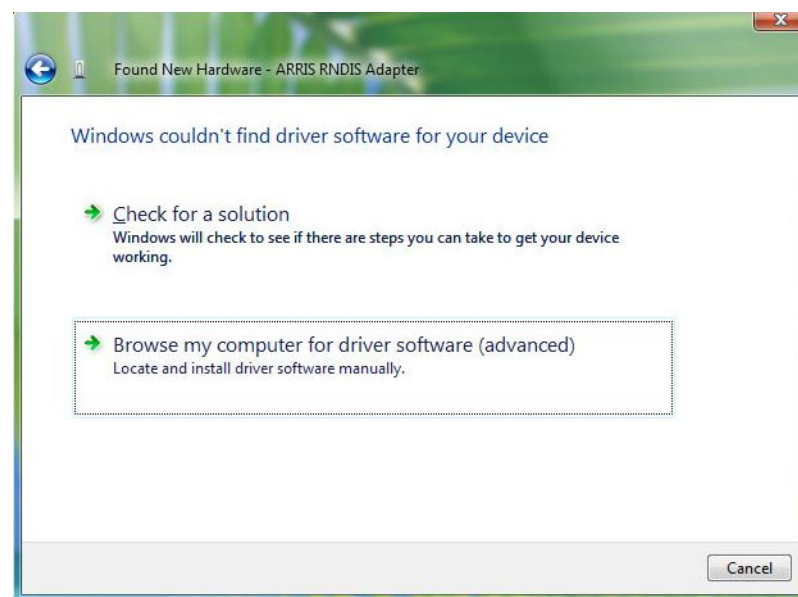 Found New Hardware - ARRIS RNDIS Adapter
Windows couldn't find driver software for your device
Check for a solution
Windows will check to see if there are steps you can take to get your device
working.
Browse my computer for driver software (advanced)
Locate and install driver software manually.
Cancel